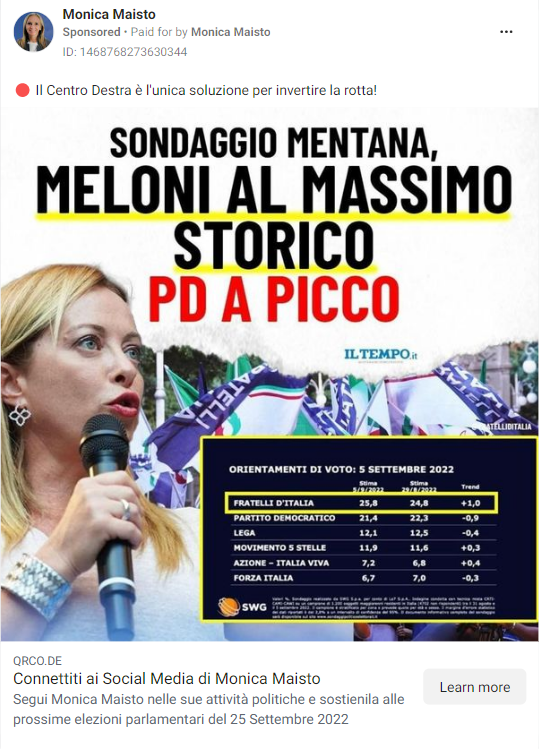 Monica Maisto
Sponsored • Paid for by Monica Maisto
ID: 1468768273630344
Il Centro Destra è l'unica soluzione per invertire la rotta!
SONDAGGIO MENTANA,
MELONI AL MASSIMO
STORICO
PD A PICCO
IL TEMPO.it
FRATELLI
ORIENTAMENTI DI VOTO: 5 SETTEMBRE 2022
Stima 5/9/2022 Stima 29/8/2022 Trend
FRATELLI D'ITALIA 25,8 24,8 +1,0
PARTITO DEMOCRATICO 21,4 22,3 -0,9
LEGA 12,1 12,5 -0,4
MOVIMENTO 5 STELLE 11,9 11,6 +0,3
AZIONE – ITALIA VIVA 7,2 6,8 +0,4
FORZA ITALIA 6,7 7,0 -0,3
SWG
QRCO.DE
Connettiti ai Social Media di Monica Maisto
Segui Monica Maisto nelle sue attività politiche e sostienila alle
prossime elezioni parlamentari del 25 Settembre 2022
Learn more